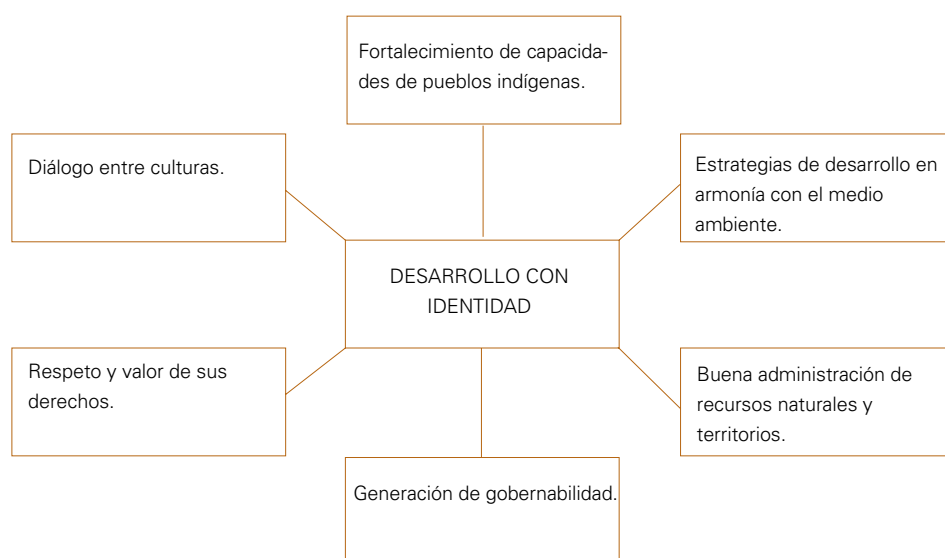 Fortalecimiento de capacida-
des de pueblos indígenas.
Diálogo entre culturas.
Estrategias de desarrollo en
armonía con el medio
ambiente.
DESARROLLO CON
IDENTIDAD
Respeto y valor de sus
derechos.
Buena administración de
recursos naturales y
territorios.
Generación de gobernabilidad.